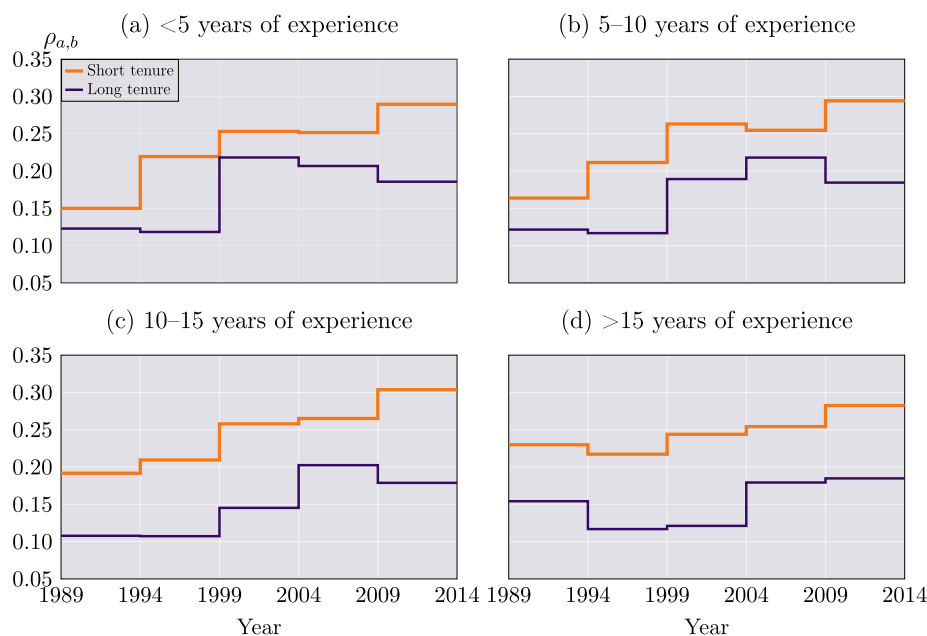 (a) <5 years of experience
(b) 5–10 years of experience
ρa,b
0.35
0.30
0.25
0.20
0.15
0.10
0.05
Short tenure
Long tenure
(c) 10–15 years of experience
(d) >15 years of experience
0.35
0.30
0.25
0.20
0.15
0.10
0.05
1989 1994 1999 2004 2009 2014
1989 1994 1999 2004 2009 2014
Year
Year